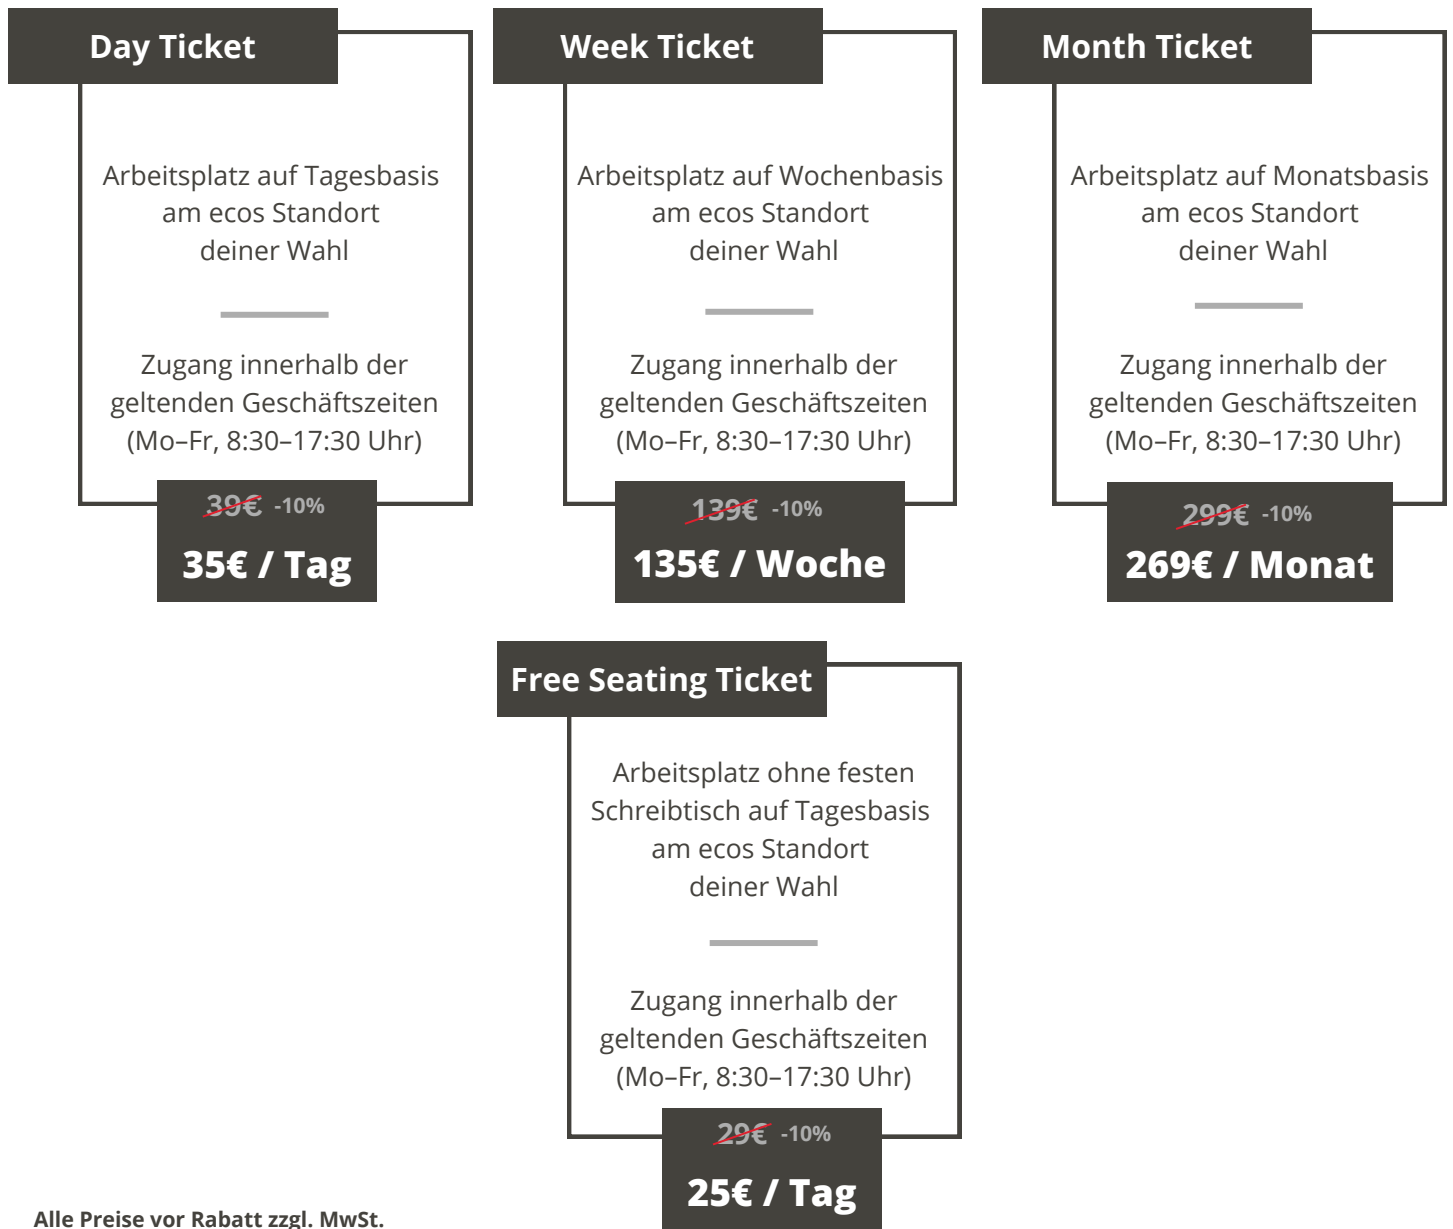 Day Ticket
Arbeitsplatz auf Tagesbasis
am ecos Standort
deiner Wahl
Zugang innerhalb der
geltenden Geschäftszeiten
(Mo–Fr, 8:30–17:30 Uhr)
39€ -10%
35€ / Tag
Week Ticket
Arbeitsplatz auf Wochenbasis
am ecos Standort
deiner Wahl
Zugang innerhalb der
geltenden Geschäftszeiten
(Mo–Fr, 8:30–17:30 Uhr)
139€ -10%
135€ / Woche
Month Ticket
Arbeitsplatz auf Monatsbasis
am ecos Standort
deiner Wahl
Zugang innerhalb der
geltenden Geschäftszeiten
(Mo–Fr, 8:30–17:30 Uhr)
299€ -10%
269€ / Monat
Free Seating Ticket
Arbeitsplatz ohne festen
Schreibtisch auf Tagesbasis
am ecos Standort
deiner Wahl
Zugang innerhalb der
geltenden Geschäftszeiten
(Mo–Fr, 8:30–17:30 Uhr)
29€ -10%
25€ / Tag
Alle Preise vor Rabatt zzgl. MwSt.